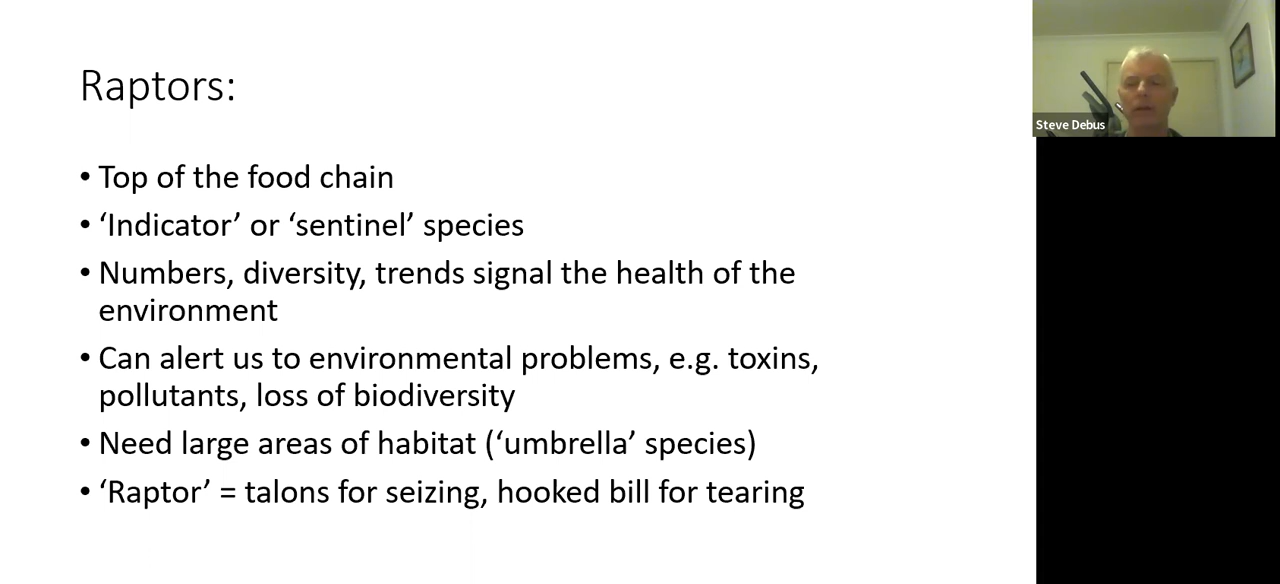 Raptors:
• Top of the food chain
• ‘Indicator’ or ‘sentinel’ species
• Numbers, diversity, trends signal the health of the
environment
• Can alert us to environmental problems, e.g. toxins,
pollutants, loss of biodiversity
• Need large areas of habitat (‘umbrella’ species)
• ‘Raptor’ = talons for seizing, hooked bill for tearing
Steve Debus